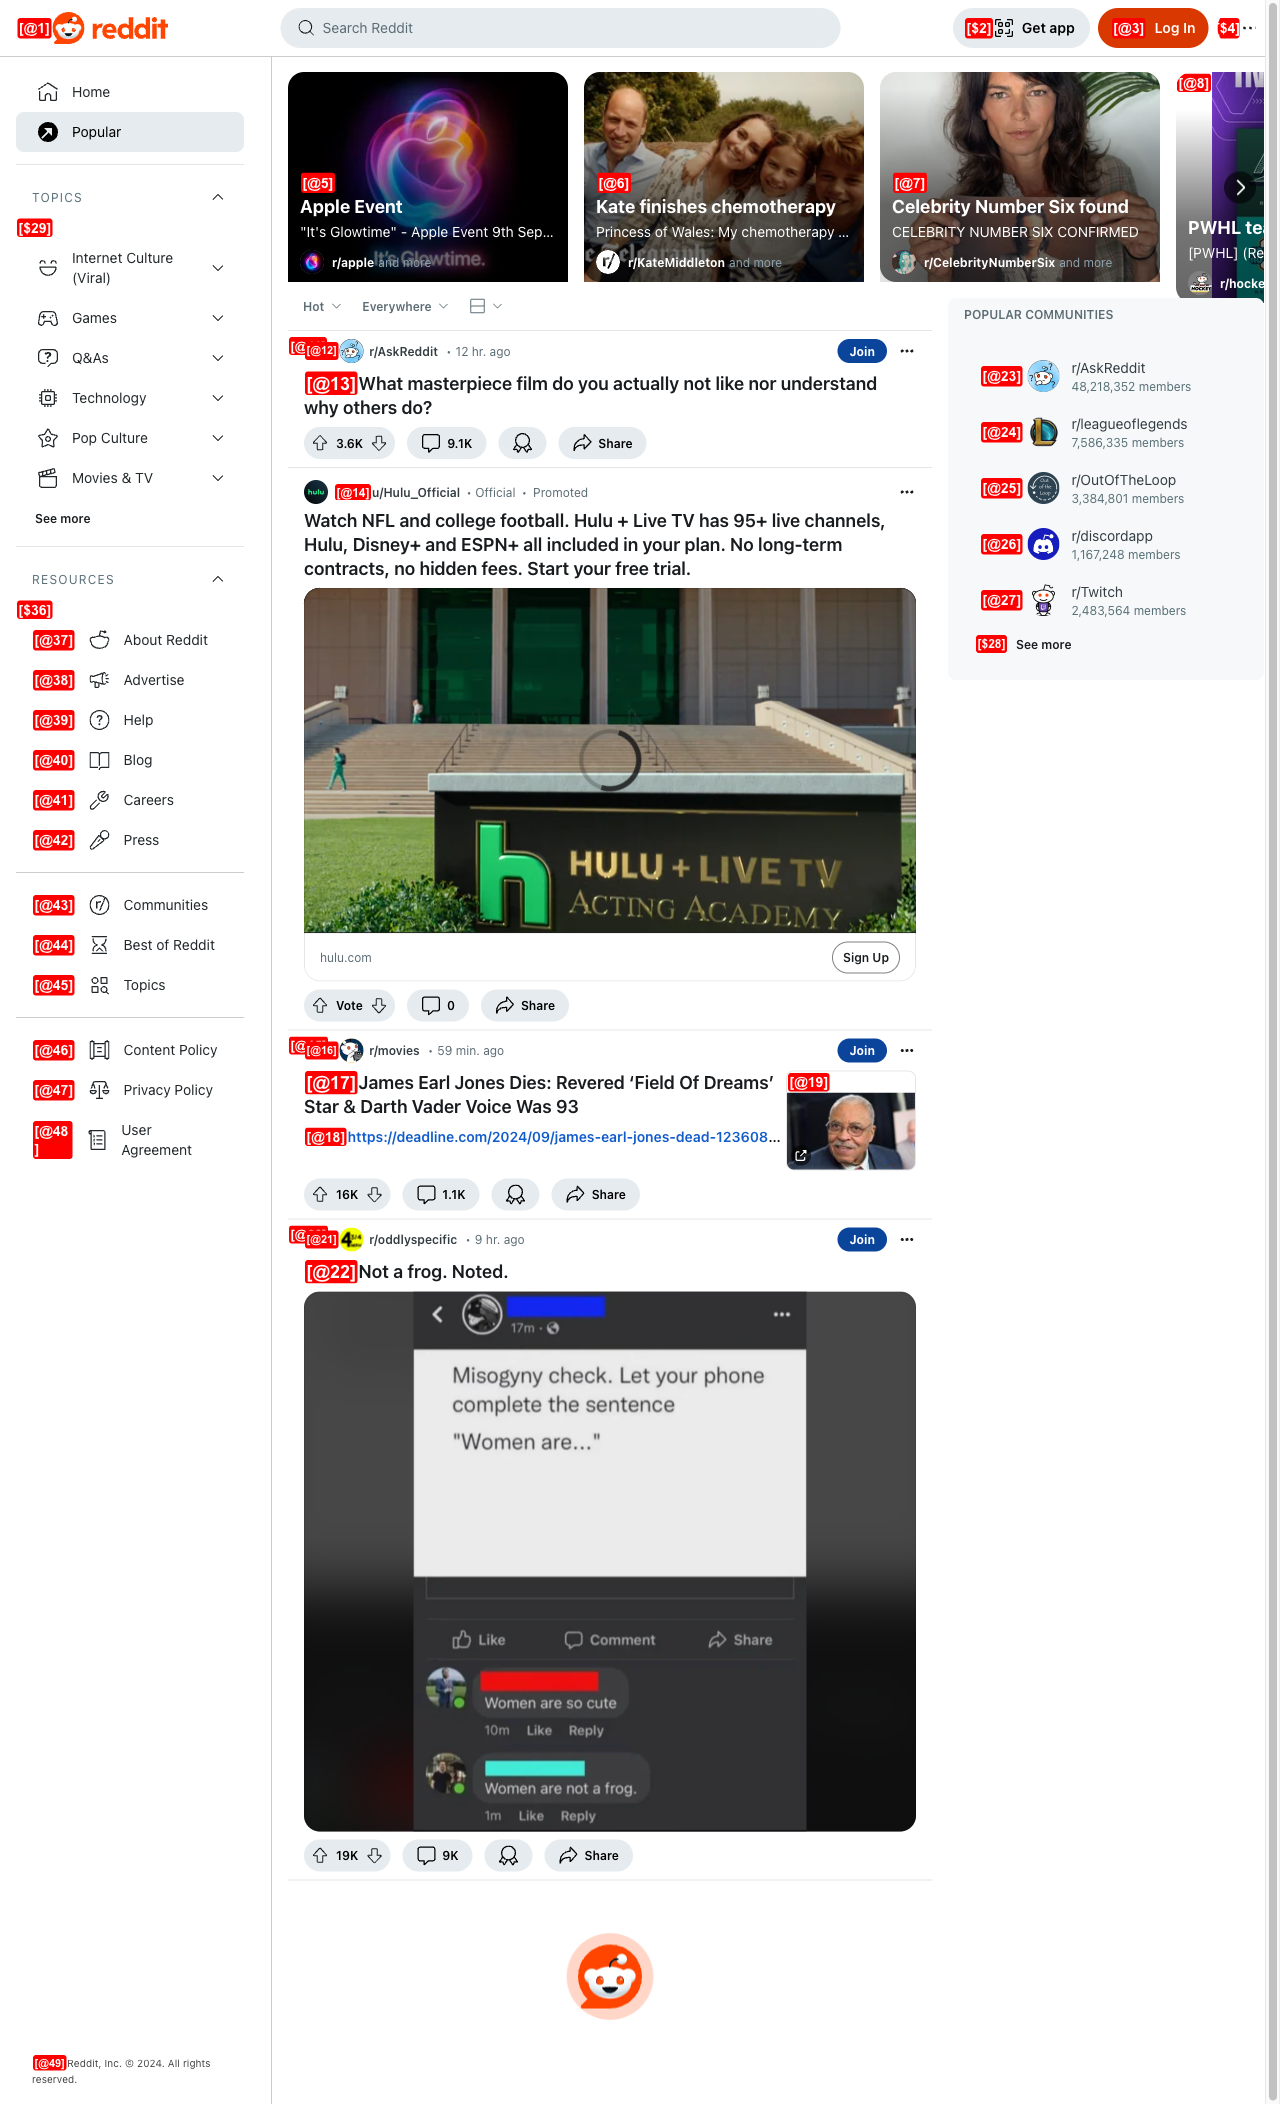 [@1] reddit
Search Reddit
[$2] Get app
[@3] Log In
$4]
Home
Popular
TOPICS
[$29]
Internet Culture
(Viral)
Games
Q&As
Technology
Pop Culture
Movies & TV
See more
RESOURCES
[$36]
[@37] About Reddit
[@38] Advertise
[@39] Help
[@40] Blog
[@41] Careers
[@42] Press
[@43] Communities
[@44] Best of Reddit
[@45] Topics
[@46] Content Policy
[@47] Privacy Policy
[@48
]
User
Agreement
[@49]Reddit, Inc. © 2024. All rights
reserved.
[@5]
Apple Event
"It's Glowtime" - Apple Event 9th Sep...
It's Glowtime.
r/apple and more
[@6]
Kate finishes chemotherapy
Princess of Wales: My chemotherapy ...
r/KateMiddleton and more
[@7]
Celebrity Number Six found
CELEBRITY NUMBER SIX CONFIRMED
r/CelebrityNumberSix and more
[@8]
PWHL tea
[PWHL] (Re
r/hocke
Hot
Everywhere
[@12] r/AskReddit • 12 hr. ago
Join
[@13]What masterpiece film do you actually not like nor understand
why others do?
3.6K
9.1K
Share
hulu
[@14]u/Hulu_Official • Official • Promoted
Watch NFL and college football. Hulu + Live TV has 95+ live channels,
Hulu, Disney+ and ESPN+ all included in your plan. No long-term
contracts, no hidden fees. Start your free trial.
h HULU + LIVE TV
ACTING ACADEMY
hulu.com
Sign Up
Vote
0
Share
[@16] r/movies • 59 min. ago
Join
[@17]James Earl Jones Dies: Revered ‘Field Of Dreams’
Star & Darth Vader Voice Was 93
[@18]https://deadline.com/2024/09/james-earl-jones-dead-123608...
[@19]
16K
1.1K
Share
[@21] r/oddlyspecific • 9 hr. ago
Join
[@22]Not a frog. Noted.
17m
Misogyny check. Let your phone
complete the sentence
"Women are..."
Like
Comment
Share
Women are so cute
10m Like Reply
Women are not a frog.
1m Like Reply
19K
9K
Share
POPULAR COMMUNITIES
[@23] r/AskReddit
48,218,352 members
[@24] r/leagueoflegends
7,586,335 members
[@25] r/OutOfTheLoop
3,384,801 members
[@26] r/discordapp
1,167,248 members
[@27] r/Twitch
2,483,564 members
[$28] See more